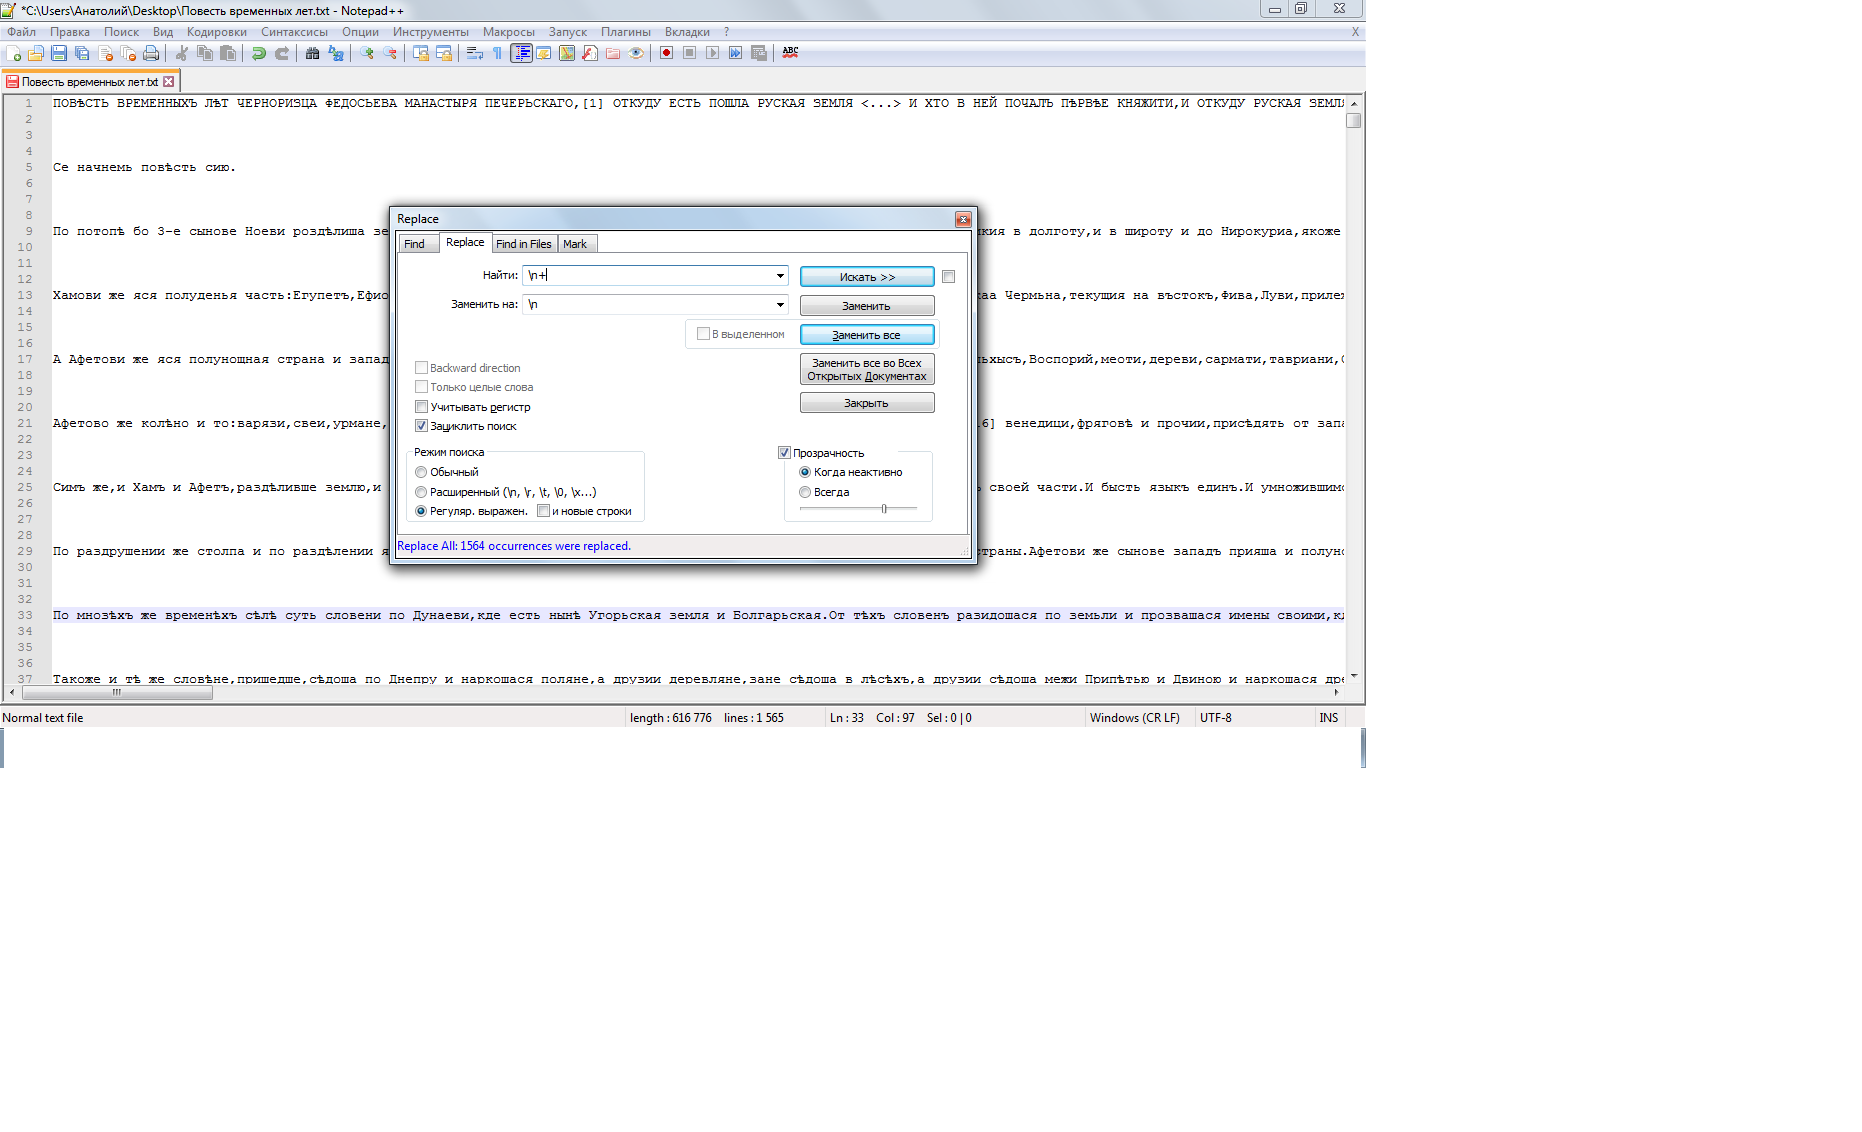 *C:\Users\Анатолий\Desktop\Повесть временных лет.txt - Notepad++
Файл Правка Поиск Вид Кодировки Синтаксисы Опции Инструменты Макросы Запуск Плагины Вкладки ? X
ABC
Повесть временных лет.txt
1 ПОВѢСТЬ ВРЕМЕННЫХЪ ЛѢТ ЧЕРНОРИЗЦА ФЕДОСЬЕВА МАНАСТЫРЯ ПЕЧЕРЬСКАГО,[1] ОТКУДУ ЕСТЬ ПОШЛА РУСКАЯ ЗЕМЛЯ <...> И ХТО В НЕЙ ПОЧАЛЪ ПѢРВѢЕ КНЯЖИТИ,И ОТКУДУ РУСКАЯ ЗЕМЛЯ
2
3
4
5 Се начнемь повѣсть сию.
6
7
8
9 По потопѣ бо 3-е сынове Ноеви роздѣлиша зе кия в долготу,и в широту и до Нирокуриа,якоже
10
11
12
13 Хамови же яся полуденья часть:Египетъ,Ефио каа Чермьна,текущия на въстокъ,Фива,Луви,прилеж
14
15
16
17 А Афетови же яся полунощная страна и запад льхысъ,Воспорий,меоти,дереви,сармати,тавриани,С
18
19
20
21 Афетово же колѣно и то:варязи,свеи,урмане, 16] венедици,фряговѣ и прочии,присѣдять от запа
22
23
24
25 Симъ же,и Хамъ и Афетъ,раздѣливше землю,и ъ своей части.И бысть языкъ единъ.И умножившимс
26
27
28
29 По раздрушении же столпа и по раздѣлении я страны.Афетови же сынове западъ прияша и полуно
30
31
32
33 По мнозѣхъ же временѣхъ сѣлѣ суть словени по Дунаеви,кде есть нынѣ Угорьская земля и Болгарьская.От тѣхъ словенъ разидошася по земьли и прозвашася имены своими,кд
34
35
36
37 Такоже и тѣ же словѣне,пришедше,сѣдоша по Днепру и наркошася поляне,а друзии деревляне,зане сѣдоша в лѣсѣхъ,а друзии сѣдоша межи Припѣтью и Двиною и наркошася дре
Replace
Find Replace Find in Files Mark
Найти: \n+ Искать >>
Заменить на: \n Заменить
В выделенном Заменить все
Заменить все во Всех Открытых Документах
Закрыть
Backward direction
Только целые слова
Учитывать регистр
Зациклить поиск
Режим поиска
Обычный
Расширенный (\n, \r, \t, \0, \x...)
Регуляр. выражен. и новые строки
Прозрачность
Когда неактивно
Всегда
Replace All: 1564 occurrences were replaced.
Normal text file length : 616 776 lines : 1 565 Ln : 33 Col : 97 Sel : 0 | 0 Windows (CR LF) UTF-8 INS